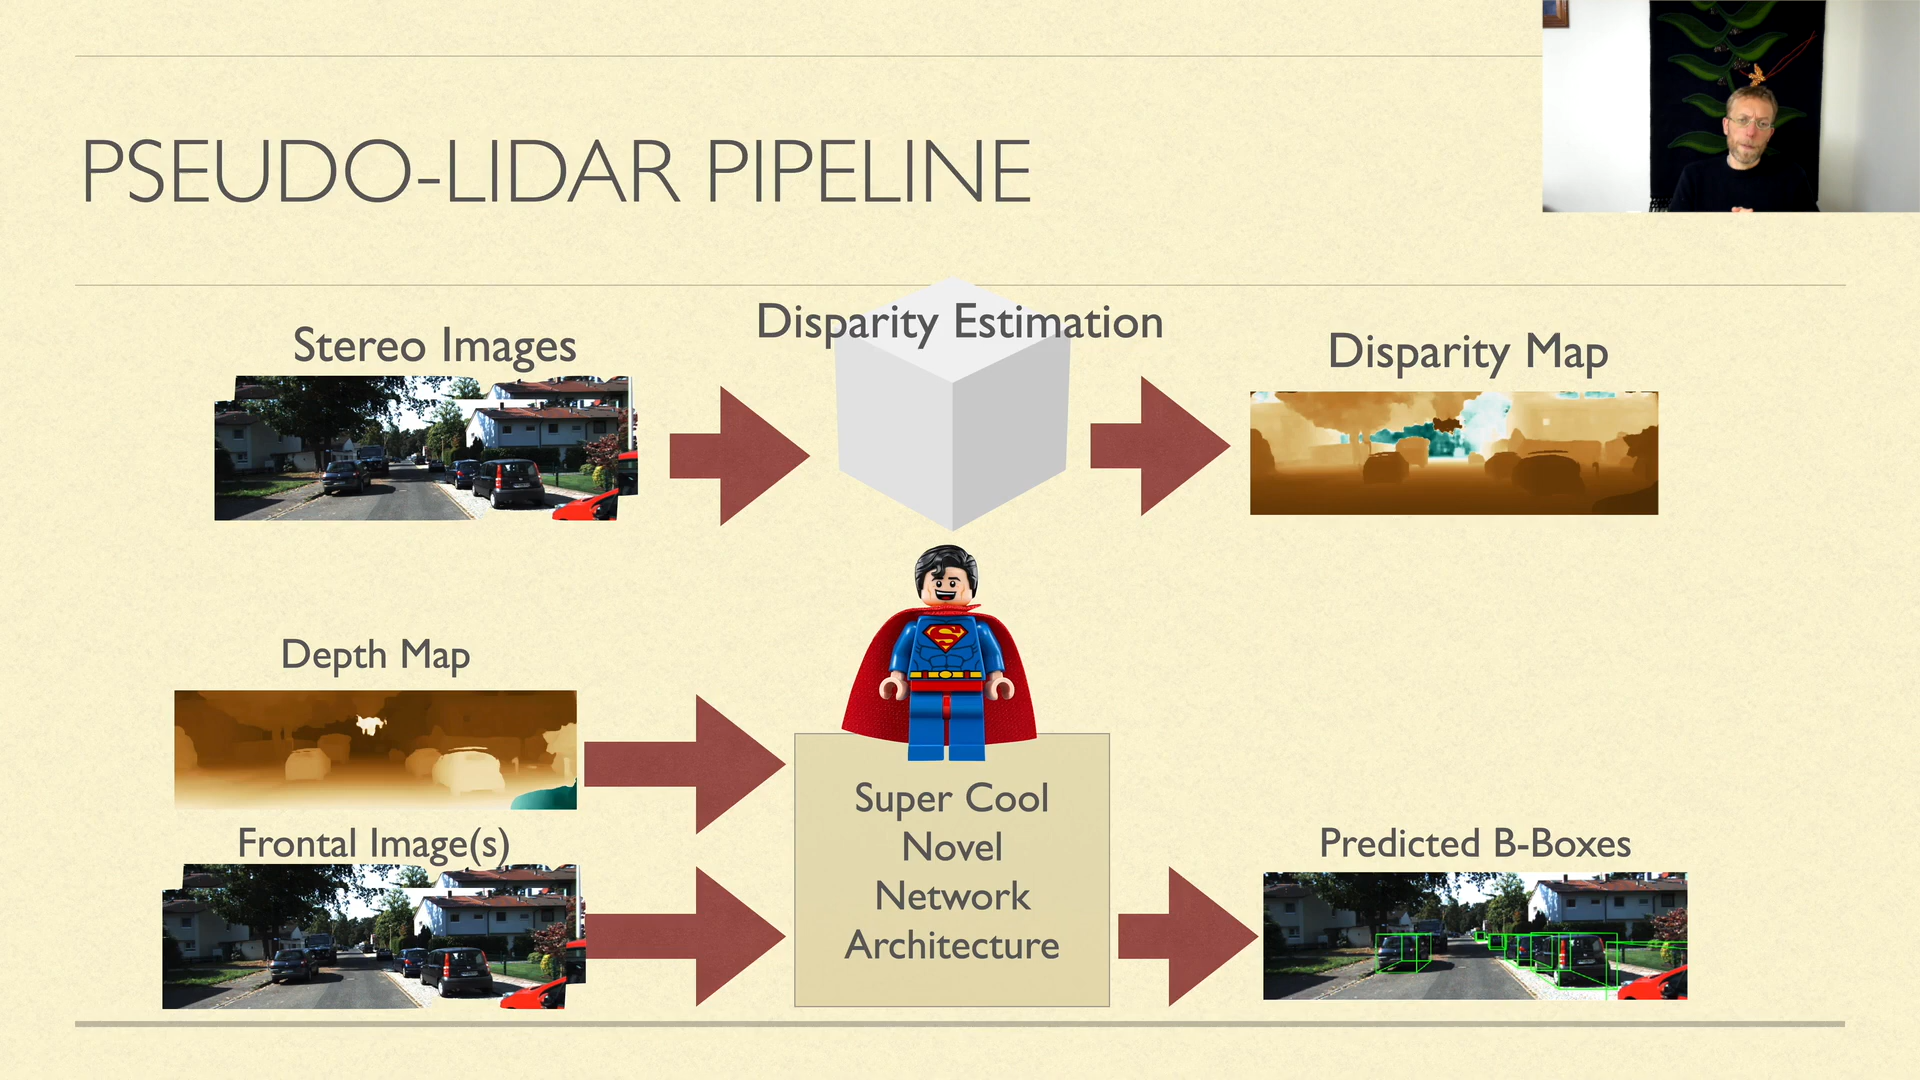 PSEUDO-LIDAR PIPELINE
Stereo Images
Disparity Estimation
Disparity Map
Depth Map
Frontal Image(s)
Super Cool
Novel
Network
Architecture
Predicted B-Boxes